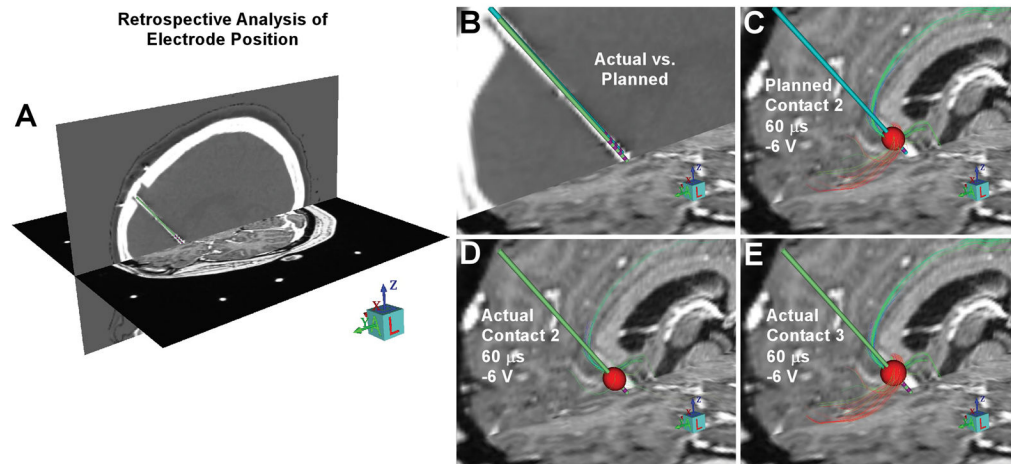 Retrospective Analysis of
Electrode Position
A
Z
X
Y
L
B
Actual vs.
Planned
Z
L
C
Planned
Contact 2
60 μs
-6 V
Z
L
D
Actual
Contact 2
60 μs
-6 V
Z
L
E
Actual
Contact 3
60 μs
-6 V
Z
L